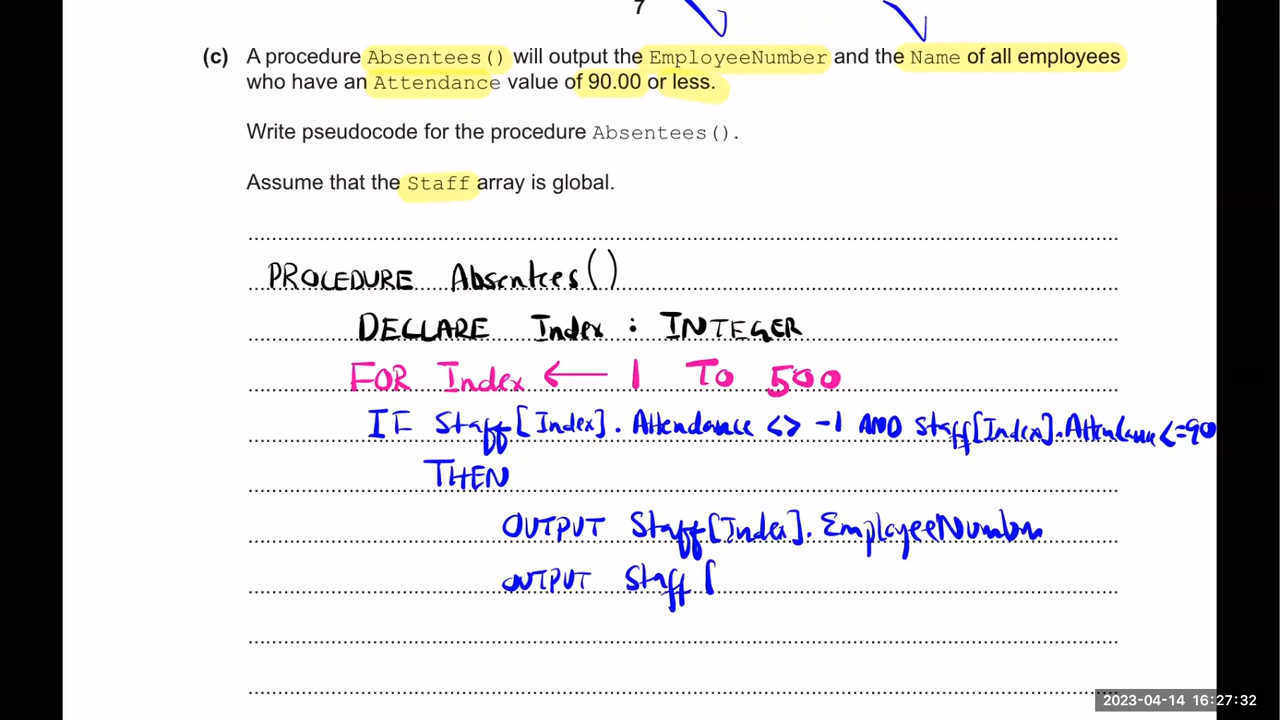 7
(c) A procedure Absentees() will output the EmployeeNumber and the Name of all employees
who have an Attendance value of 90.00 or less.
Write pseudocode for the procedure Absentees().
Assume that the Staff array is global.
PROCEDURE Absentees()
DECLARE Index : INTEGER
FOR Index ← 1 TO 500
IF Staff[Index].Attendance <> -1 AND Staff[Index].Attendance <=90
THEN
OUTPUT Staff[Index].EmployeeNumber
OUTPUT Staff[
2023-04-14 16:27:32